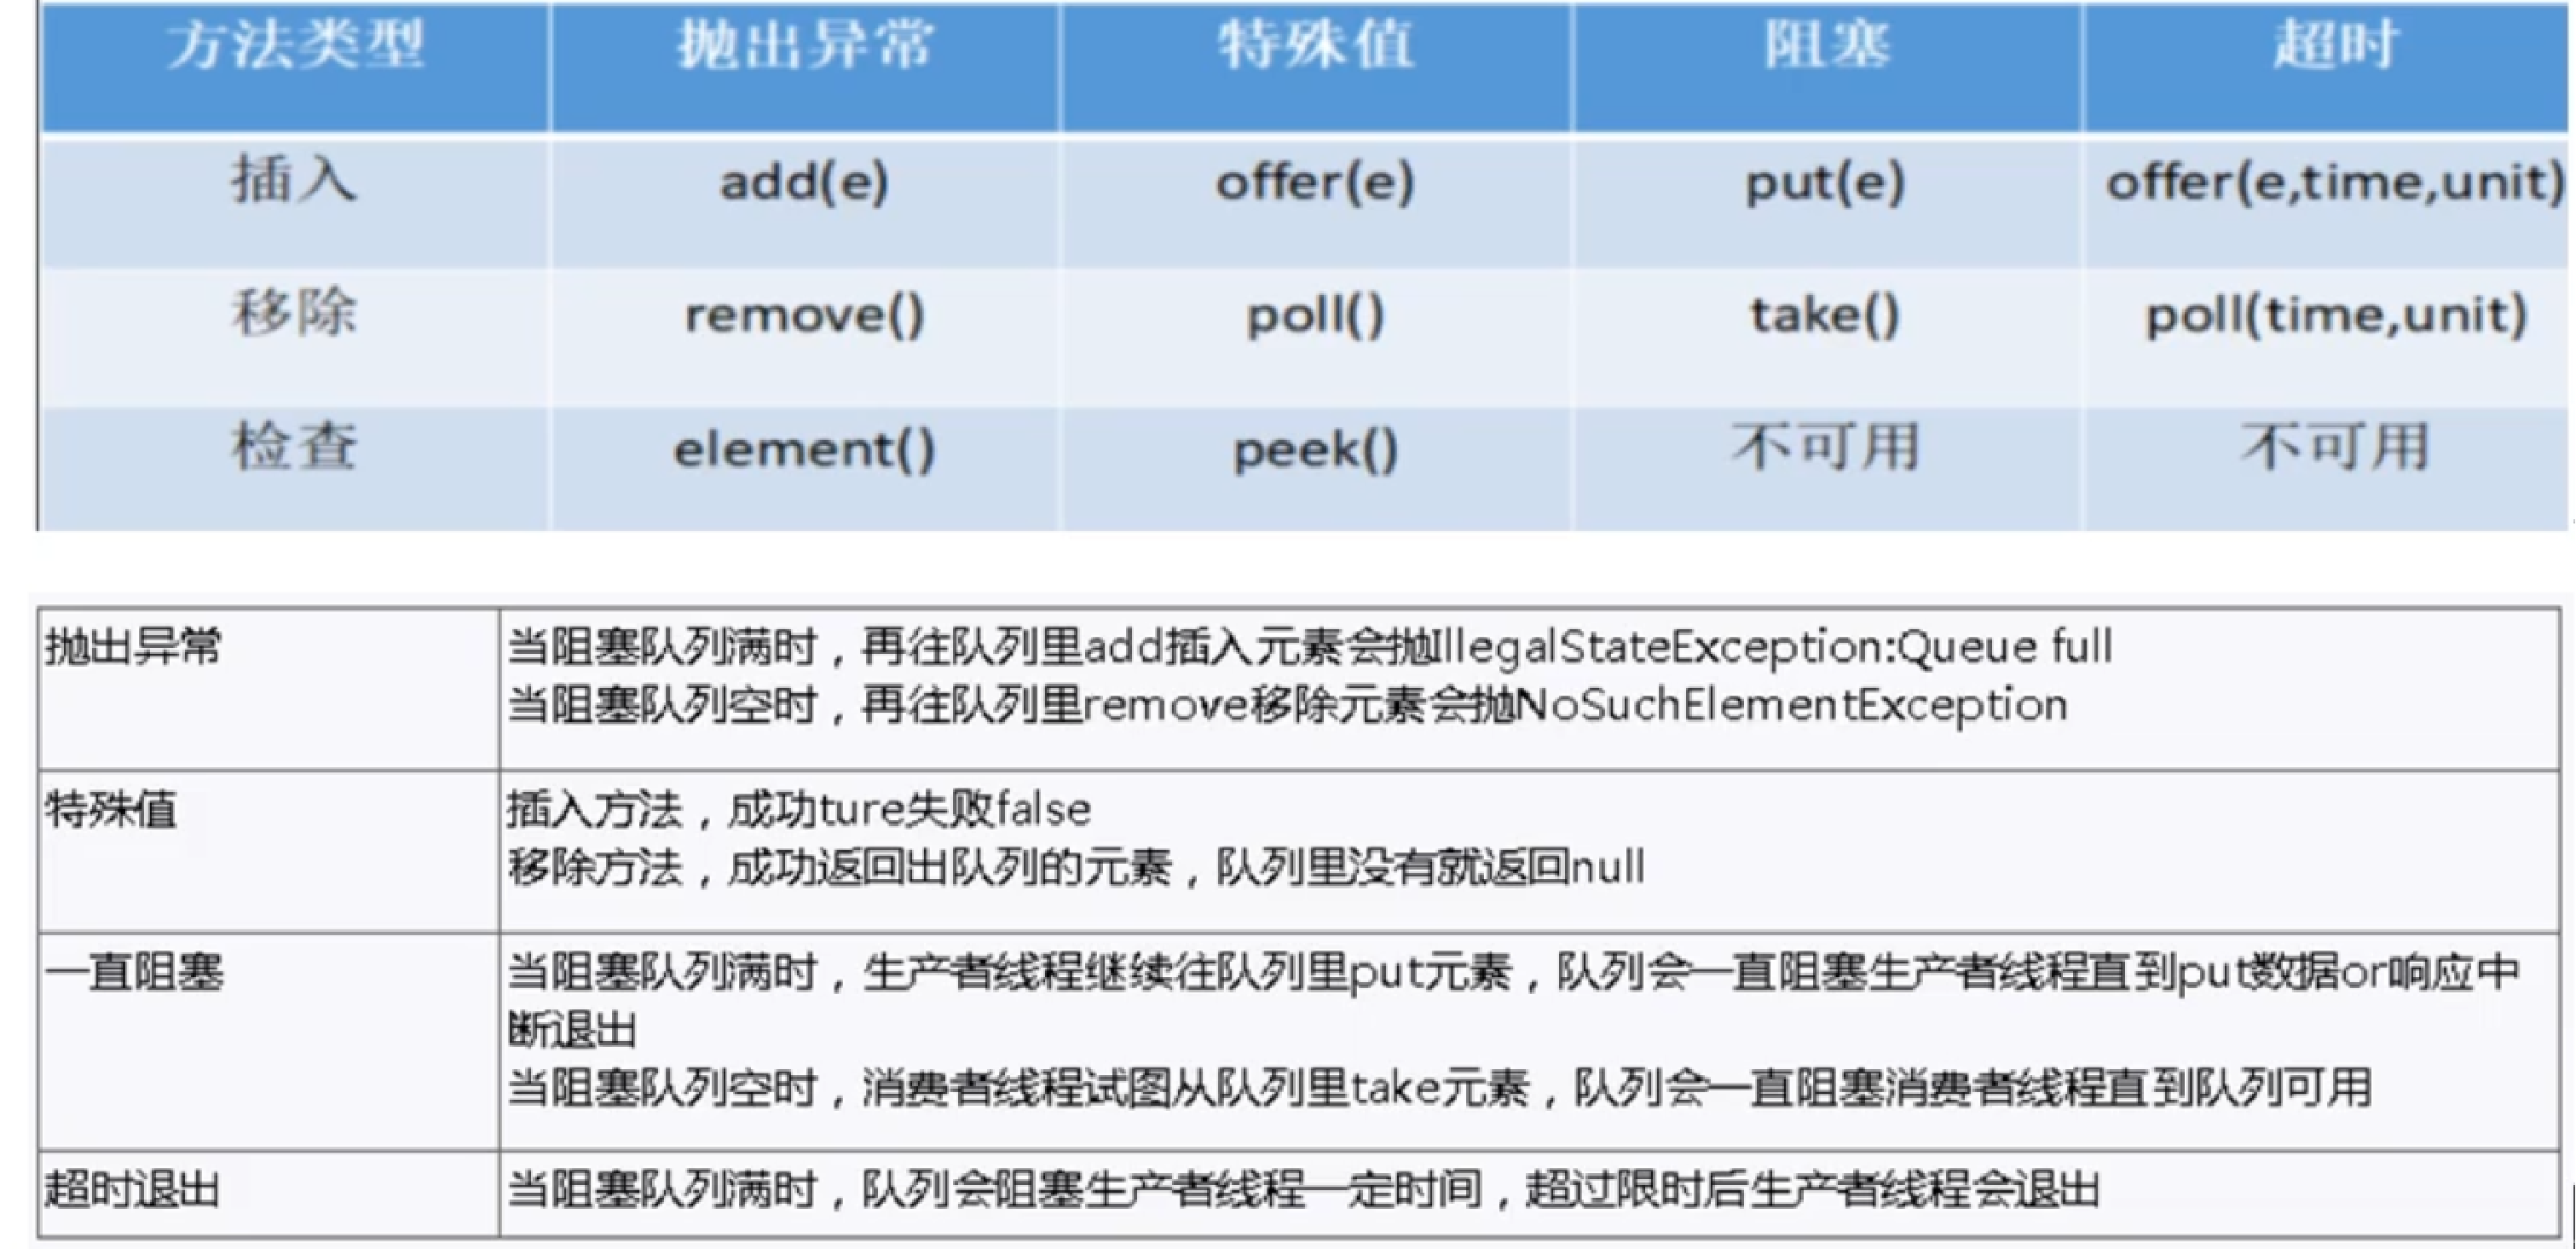 方法类型 抛出异常 特殊值 阻塞 超时
插入 add(e) offer(e) put(e) offer(e,time,unit)
移除 remove() poll() take() poll(time,unit)
检查 element() peek() 不可用 不可用
抛出异常 当阻塞队列满时，再往队列里add插入元素会抛IllegalStateException:Queue full
当阻塞队列空时，再往队列里remove移除元素会抛NoSuchElementException
特殊值 插入方法，成功ture失败false
移除方法，成功返回出队列的元素，队列里没有就返回null
一直阻塞 当阻塞队列满时，生产者线程继续往队列里put元素，队列会一直阻塞生产者线程直到put数据or响应中
断退出
当阻塞队列空时，消费者线程试图从队列里take元素，队列会一直阻塞消费者线程直到队列可用
超时退出 当阻塞队列满时，队列会阻塞生产者线程一定时间，超过限时后生产者线程会退出